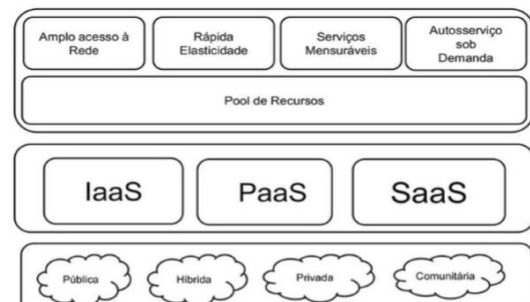 Amplo acesso à
Rede
Rápida
Elasticidade
Serviços
Mensuráveis
Autosserviço
sob
Demanda
Pool de Recursos
IaaS
PaaS
SaaS
Pública
Híbrida
Privada
Comunitária